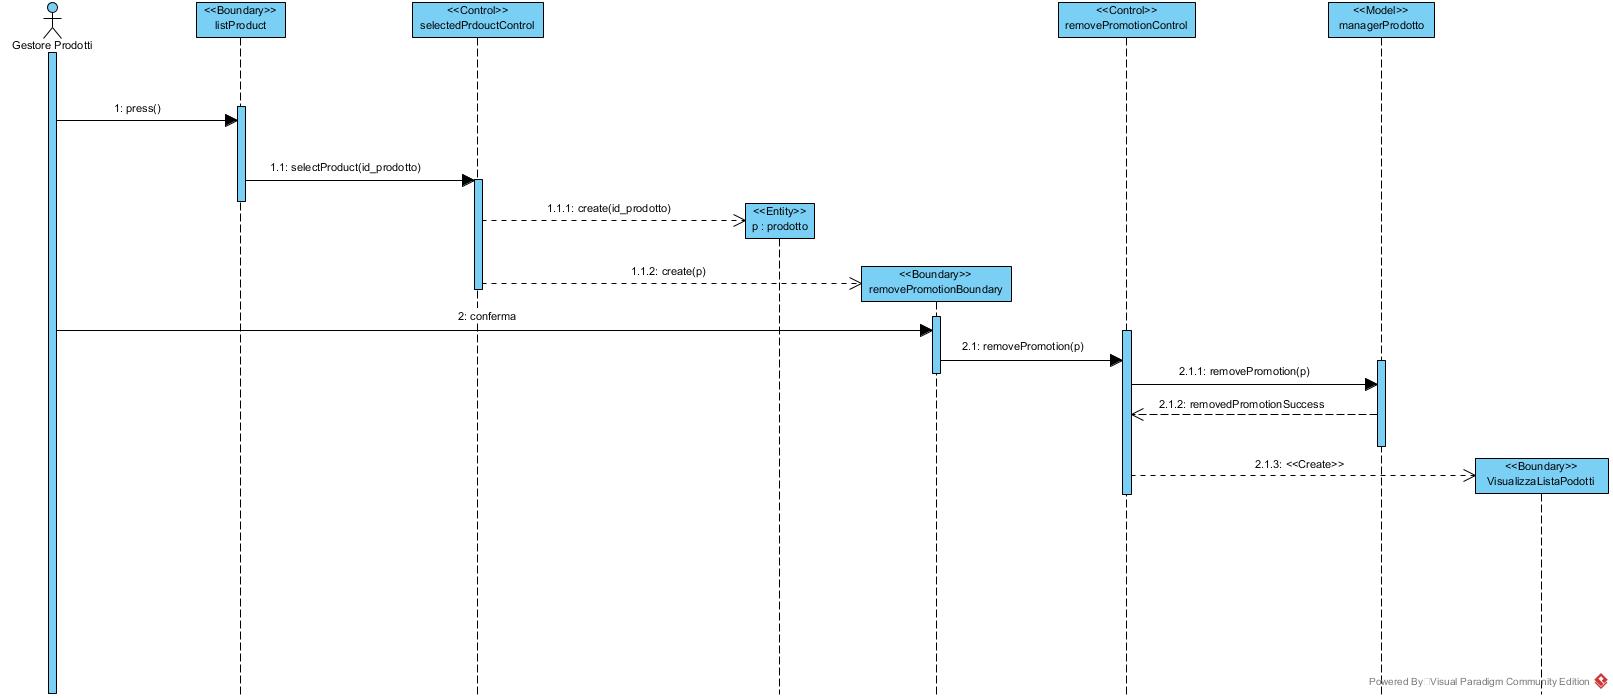 <<Boundary>>
listProduct
<<Control>>
selectedPrdouctControl
<<Control>>
removePromotionControl
<<Model>>
managerProdotto
Gestore Prodotti
1: press()
1.1: selectProduct(id_prodotto)
1.1.1: create(id_prodotto)
<<Entity>>
p : prodotto
1.1.2: create(p)
<<Boundary>>
removePromotionBoundary
2: conferma
2.1: removePromotion(p)
2.1.1: removePromotion(p)
2.1.2: removedPromotionSuccess
2.1.3: <<Create>>
<<Boundary>>
VisualizzaListaPodotti
Powered By Visual Paradigm Community Edition